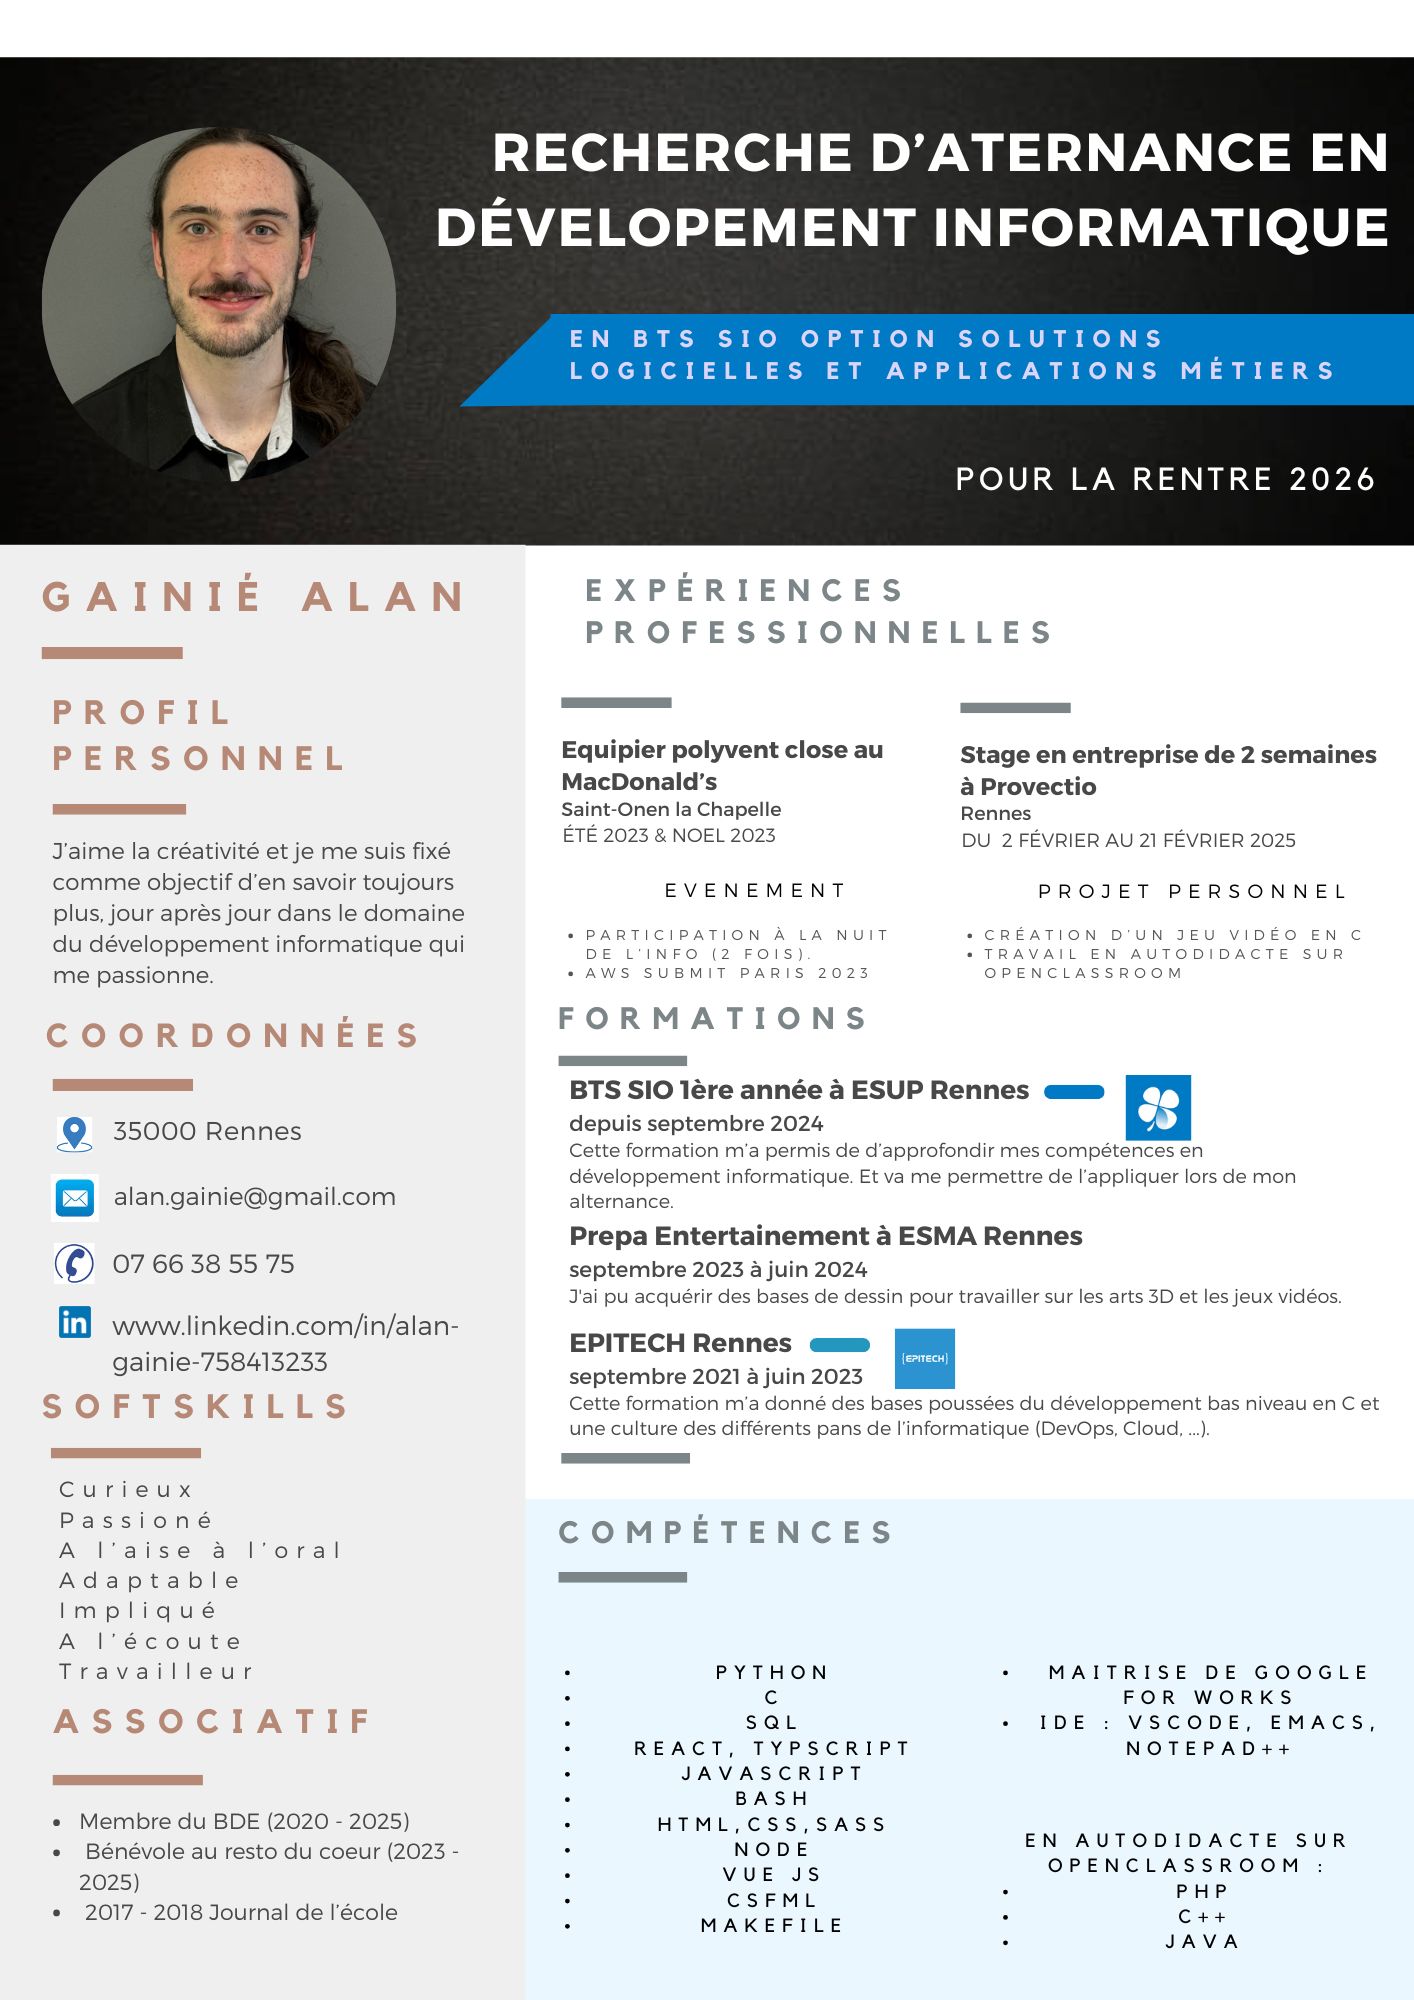 RECHERCHE D'ATERNANCE EN
DÉVELOPEMENT INFORMATIQUE
EN BTS SIO OPTION SOLUTIONS
LOGICIELLES ET APPLICATIONS MÉTIERS
POUR LA RENTRE 2026
GAINIÉ ALAN
PROFIL
PERSONNEL
J'aime la créativité et je me suis fixé
comme objectif d'en savoir toujours
plus, jour après jour dans le domaine
du développement informatique qui
me passionne.
COORDONNÉES
35000 Rennes
alan.gainie@gmail.com
07 66 38 55 75
in
www.linkedin.com/in/alan-
gainie-758413233
SOFTSKILLS
Curieux
Passioné
A l'aise à l'oral
Adaptable
Impliqué
A l'écoute
Travailleur
ASSOCIATIF
• Membre du BDE (2020 - 2025)
• Bénévole au resto du coeur (2023 -
2025)
• 2017 - 2018 Journal de l'école
EXPÉRIENCES
PROFESSIONNELLES
Equipier polyvent close au
MacDonald's
Saint-Onen la Chapelle
ÉTÉ 2023 & NOEL 2023
Stage en entreprise de 2 semaines
à Provectio
Rennes
DU 2 FÉVRIER AU 21 FÉVRIER 2025
EVENEMENT
• PARTICIPATION À LA NUIT
DE L'INFO (2 FOIS).
• AWS SUBMIT PARIS 2023
PROJET PERSONNEL
• CRÉATION D'UN JEU VIDÉO EN C
• TRAVAIL EN AUTODIDACTE SUR
OPENCLASSROOM
FORMATIONS
BTS SIO 1ère année à ESUP Rennes
depuis septembre 2024
Cette formation m'a permis de d'approfondir mes compétences en
développement informatique. Et va me permettre de l'appliquer lors de mon
alternance.
Prepa Entertainement à ESMA Rennes
septembre 2023 à juin 2024
J'ai pu acquérir des bases de dessin pour travailler sur les arts 3D et les jeux vidéos.
EPITECH Rennes
{EPITECH}
septembre 2021 à juin 2023
Cette formation m'a donné des bases poussées du développement bas niveau en C et
une culture des différents pans de l'informatique (DevOps, Cloud, ...).
COMPÉTENCES
• PYTHON
• C
• SQL
• REACT, TYPSCRIPT
• JAVASCRIPT
• BASH
• HTML,CSS,SASS
• NODE
• VUE JS
• CSFML
• MAKEFILE
• MAITRISE DE GOOGLE
FOR WORKS
• IDE : VSCODE, EMACS,
NOTEPAD++
EN AUTODIDACTE SUR
OPENCLASSROOM :
• PHP
• C++
• JAVA